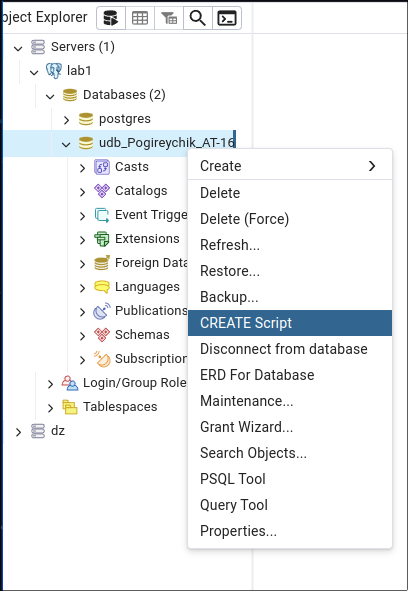 bject Explorer
Servers (1)
lab1
Databases (2)
postgres
udb_Pogireychik_AT-16
Casts
Catalogs
Event Trigge
Extensions
Foreign Data
Languages
Publications
Schemas
Subscription
Login/Group Role
Tablespaces
dz
Create
Delete
Delete (Force)
Refresh...
Restore...
Backup...
CREATE Script
Disconnect from database
ERD For Database
Maintenance...
Grant Wizard...
Search Objects...
PSQL Tool
Query Tool
Properties...